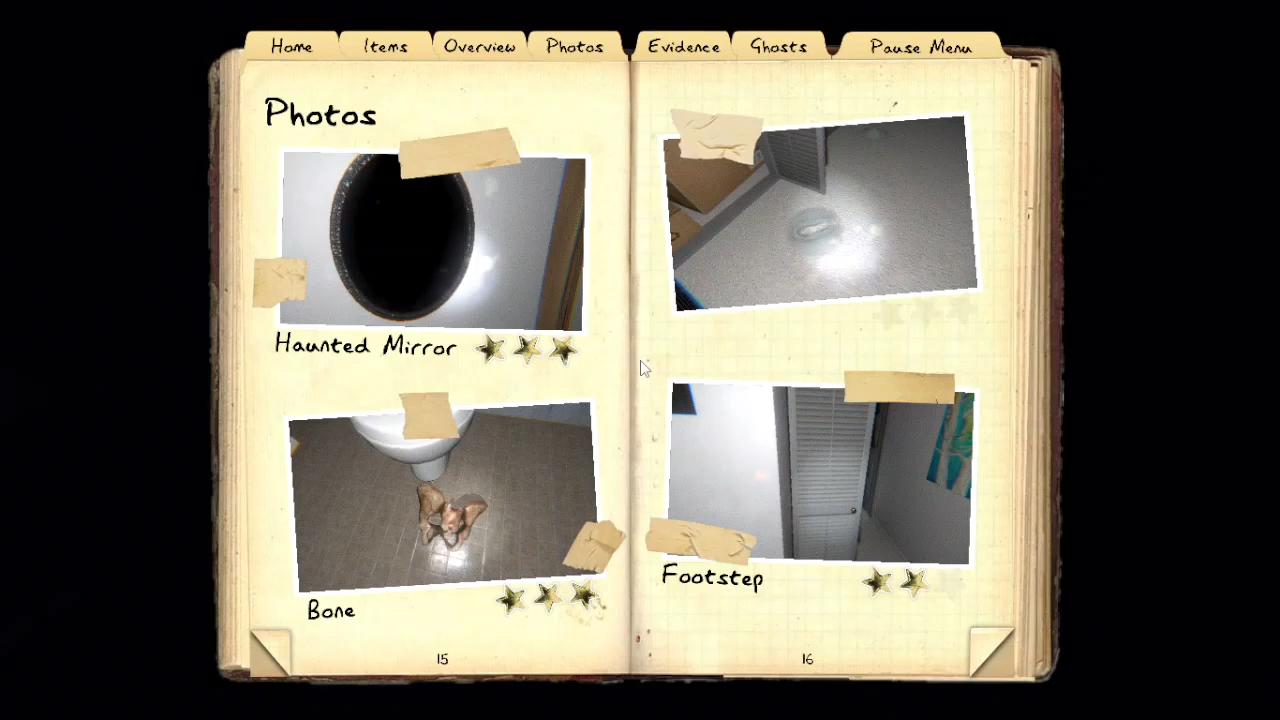 Home
Items
Overview
Photos
Evidence
Ghosts
Pause Menu
Photos
Haunted Mirror
Bone
15
Footstep
16